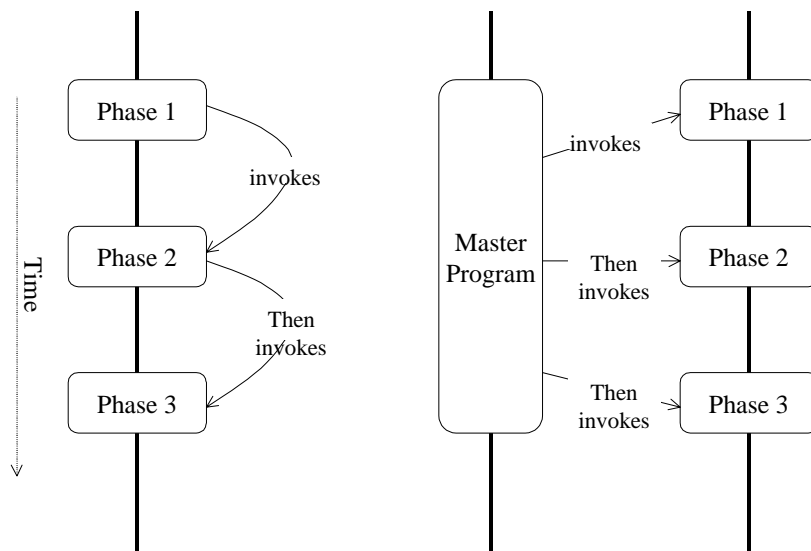 Time
Phase 1
invokes
Phase 2
Then
invokes
Phase 3
Master
Program
invokes
Phase 1
Then
invokes
Phase 2
Then
invokes
Phase 3